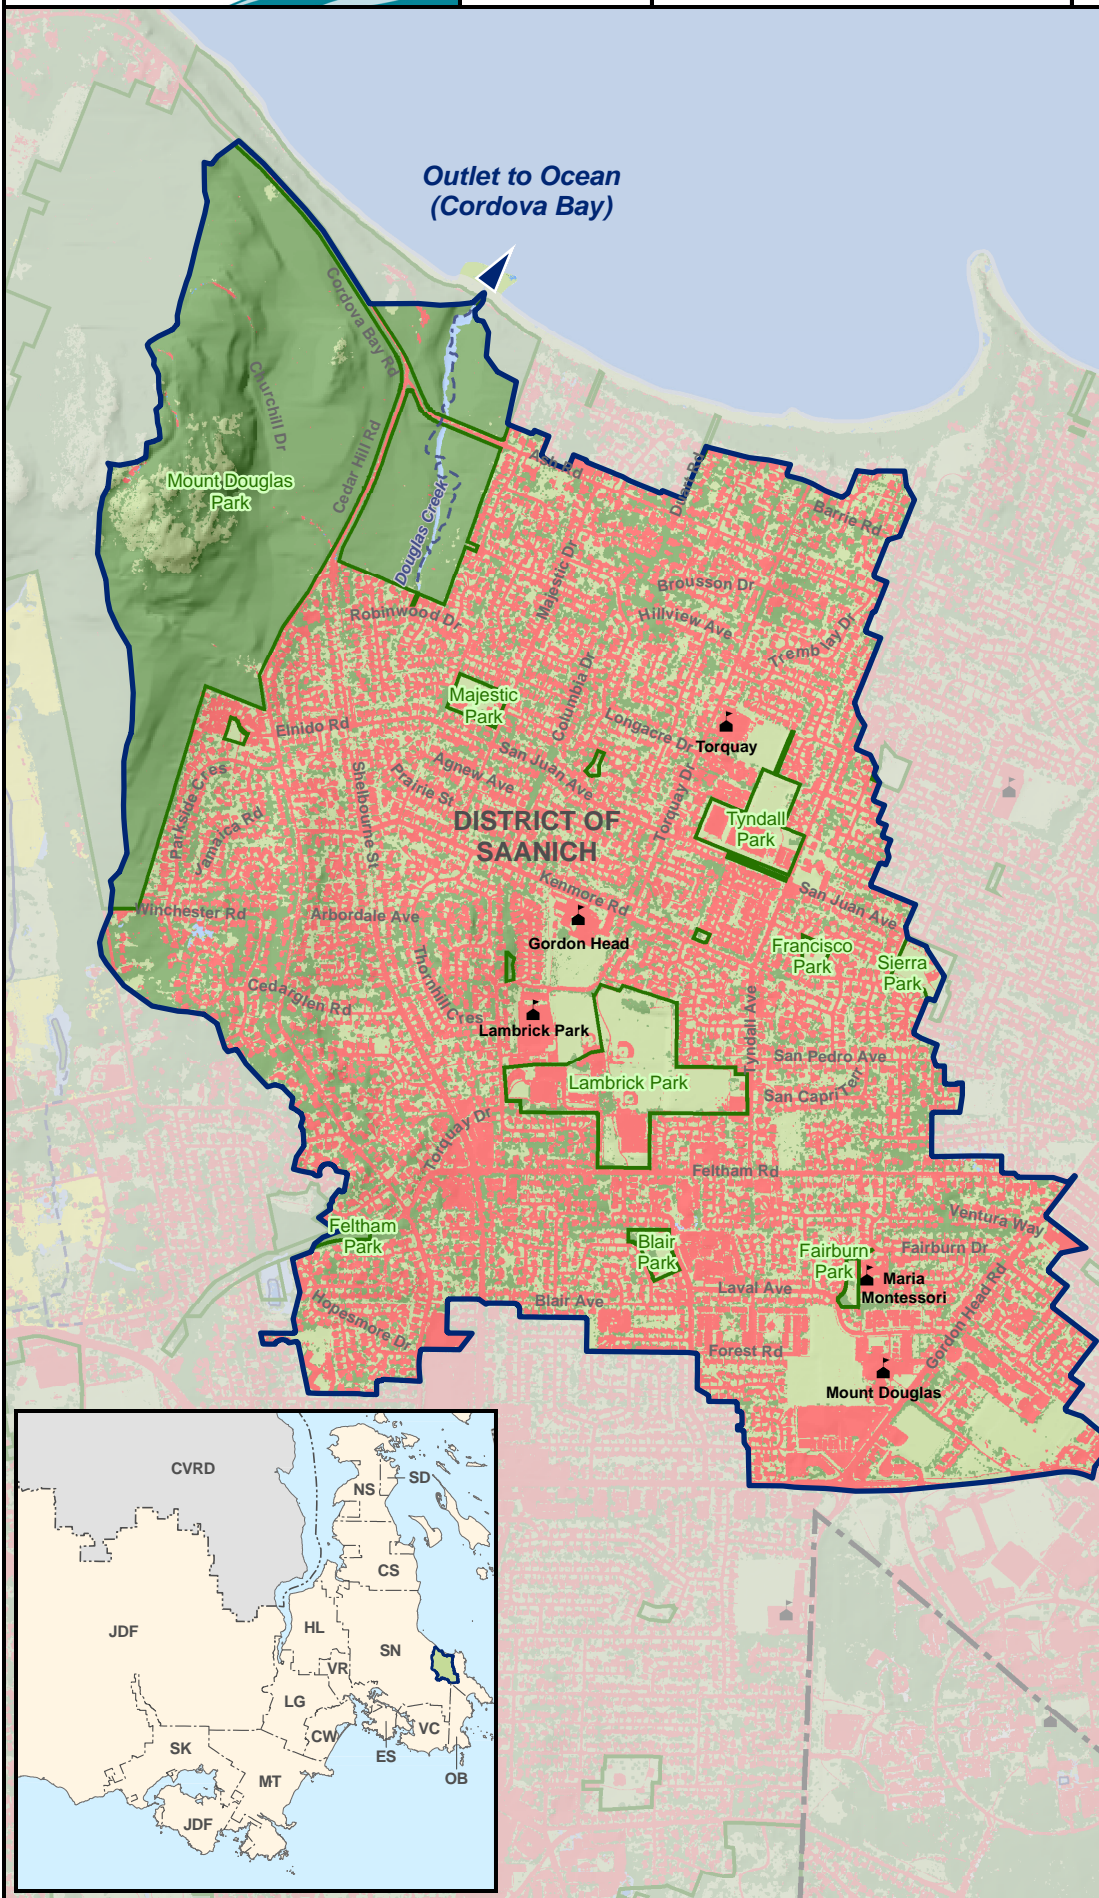 Outlet to Ocean
(Cordova Bay)
Cordova Bay Rd
Churchill Dr
Cedar Hill Rd
Mount Douglas
Park
Douglas Creek
Ash Rd
Duart Rd
Barrie Rd
Majestic Dr
Brousson Dr
Hillview Ave
Tremblay Dr
Robinwood Dr
Majestic
Park
Columbia Dr
Longacre Dr
Torquay
Elnido Rd
San Juan Ave
Agnew Ave
Prairie St
Shelbourne St
Torquay Dr
Parkside Cres
Jamaica Rd
DISTRICT OF
SAANICH
Tyndall
Park
Kenmore Rd
San Juan Ave
Winchester Rd
Arbordale Ave
Gordon Head
Francisco
Park
Sierra
Park
Thornhill Cres
Cedarglen Rd
Lambrick Park
Tyndall Ave
San Pedro Ave
Lambrick Park
San Capri Terr
Torquay Dr
Feltham Rd
Feltham
Park
Blair
Park
Ventura Way
Fairburn
Park
Fairburn Dr
Maria
Montessori
Laval Ave
Blair Ave
Hopesmore Dr
Gordon Head Rd
Forest Rd
Mount Douglas
CVRD
SD
NS
CS
JDF
HL
SN
VR
LG
CW
VC
SK
ES
MT
OB
JDF